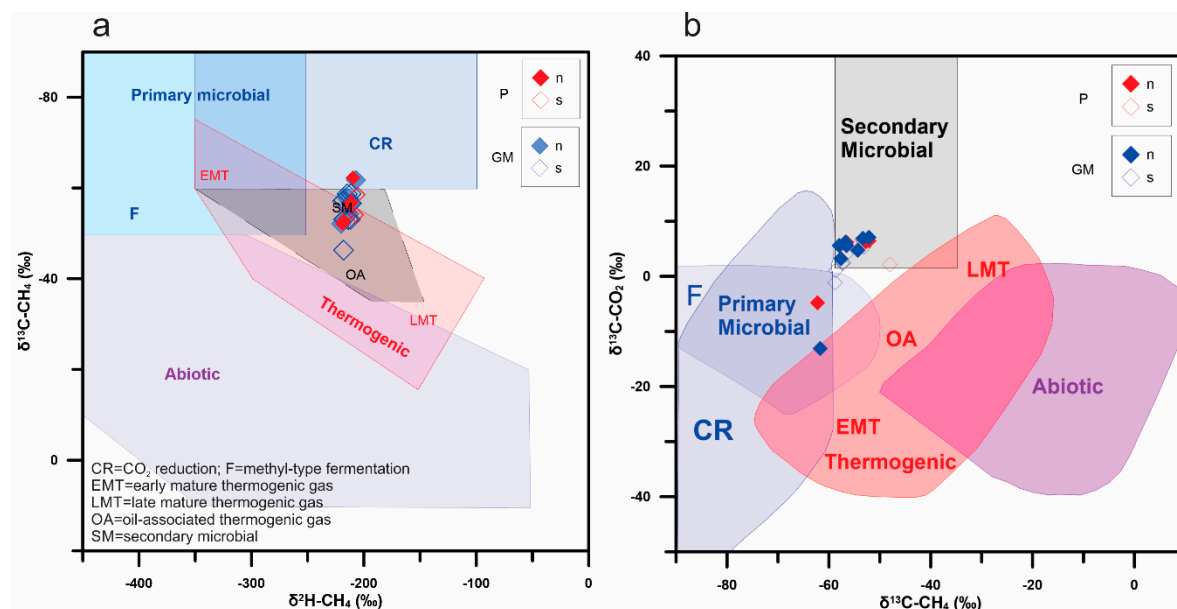 a
b
-80
-60
-40
-20
0
-400
-300
-200
-100
0
δ¹³C-CH₄ (‰)
δ²H-CH₄ (‰)
Primary microbial
CR
EMT
F
SM
OA
LMT
Thermogenic
Abiotic
P
n
s
GM
n
s
CR=CO₂ reduction; F=methyl-type fermentation
EMT=early mature thermogenic gas
LMT=late mature thermogenic gas
OA=oil-associated thermogenic gas
SM=secondary microbial
40
20
0
-20
-40
-80
-60
-40
-20
0
δ¹³C-CO₂ (‰)
δ¹³C-CH₄ (‰)
Secondary
Microbial
P
n
s
GM
n
s
F
Primary
Microbial
LMT
OA
CR
EMT
Thermogenic
Abiotic